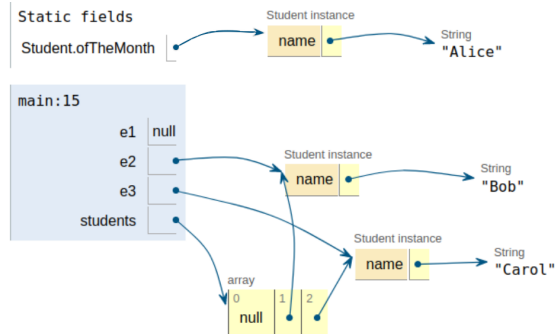 Static fields
Student.ofTheMonth
Student instance
name
String
"Alice"
main:15
e1 null
e2
e3
students
Student instance
name
String
"Bob"
Student instance
name
String
"Carol"
array
0 1 2
null